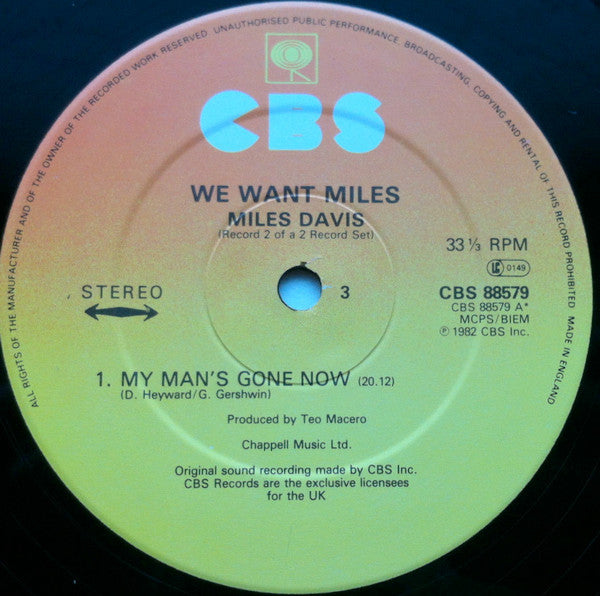 ALL RIGHTS OF THE MANUFACTURER AND OF THE OWNER OF THE RECORDED WORK RESERVED. UNAUTHORISED PUBLIC PERFORMANCE, BROADCASTING, COPYING AND RENTAL OF THIS RECORD PROHIBITED. MADE IN ENGLAND
CBS
WE WANT MILES
MILES DAVIS
(Record 2 of a 2 Record Set)
33 ⅓ RPM
LC 0149
STEREO
3
CBS 88579
CBS 88579 A*
MCPS/BIEM
℗ 1982 CBS Inc.
1. MY MAN'S GONE NOW (20.12)
(D. Heyward/G. Gershwin)
Produced by Teo Macero
Chappell Music Ltd.
Original sound recording made by CBS Inc.
CBS Records are the exclusive licensees
for the UK